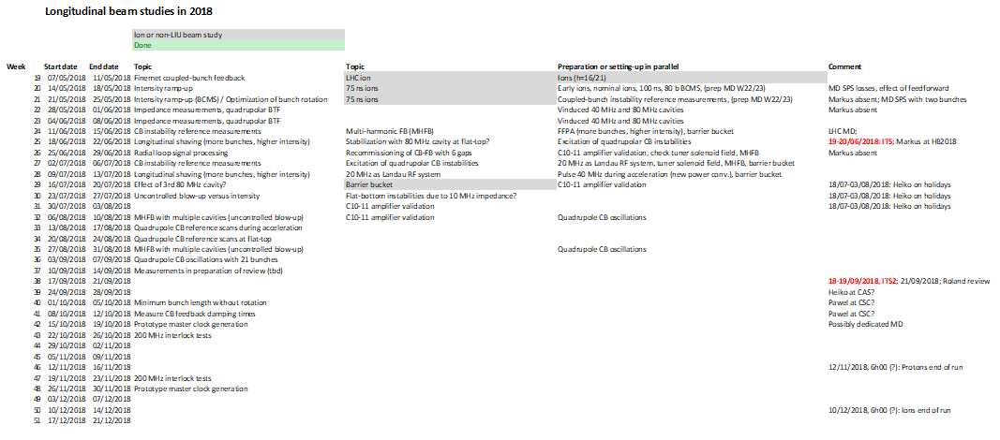 Longitudinal beam studies in 2018
Ion or non-LIU beam study
Done
Week Start date End date Topic Topic Preparation or setting-up in parallel Comment
19 07/05/2018 11/05/2018 Finemet coupled-bunch feedback LHC ion Ions (h=16/21)
20 14/05/2018 18/05/2018 Intensity ramp-up 75 ns ions Early ions, nominal ions, 100 ns, 80 b BCMS, (prep MD W22/23) MD SPS losses, effect of feedforward
21 21/05/2018 25/05/2018 Intensity ramp-up (BCMS) / Optimization of bunch rotation 75 ns ions Coupled-bunch instability reference measurements, (prep MD W22/23) Markus absent; MD SPS with two bunches
22 28/05/2018 01/06/2018 Impedance measurements, quadrupolar BTF Vinduced 40 MHz and 80 MHz cavities Markus absent
23 04/06/2018 08/06/2018 Impedance measurements, quadrupolar BTF Vinduced 40 MHz and 80 MHz cavities
24 11/06/2018 15/06/2018 CB instability reference measurements Multi-harmonic FB (MHFB) FFPA (more bunches, higher intensity), barrier bucket LHC MD;
25 18/06/2018 22/06/2018 Longitudinal shaving (more bunches, higher intensity) Stabilization with 80 MHz cavity at flat-top? Excitation of quadrupolar CB instabilities 19-20/06/2018: ITS; Markus at HB2018
26 25/06/2018 29/06/2018 Radial loop signal processing Recommissing of CB-FB with 6 gaps C10-11 amplifier validation, check tuner solenoid field, MHFB Markus absent
27 02/07/2018 06/07/2018 CB instability reference measurements Excitation of quadrupolar CB instabilities 20 MHz as Landau RF system, tuner solenoid field, MHFB, barrier bucket
28 09/07/2018 13/07/2018 Longitudinal shaving (more bunches, higher intensity) 20 MHz as Landau RF system Pulse 40 MHz during acceleration (new power conv.), barrier bucket
29 16/07/2018 20/07/2018 Effect of 3rd 80 MHz cavity? Barrier bucket C10-11 amplifier validation 18/07-03/08/2018: Heiko on holidays
30 23/07/2018 27/07/2018 Uncontrolled blow-up versus intensity Flat-bottom instabilities due to 10 MHz impedance? 18/07-03/08/2018: Heiko on holidays
31 30/07/2018 03/08/2018 C10-11 amplifier validation 18/07-03/08/2018: Heiko on holidays
32 06/08/2018 10/08/2018 MHFB with multiple cavities (uncontrolled blow-up) C10-11 amplifier validation Quadrupole CB oscillations
33 13/08/2018 17/08/2018 Quadrupole CB reference scans during acceleration
34 20/08/2018 24/08/2018 Quadrupole CB reference scans at flat-top
35 27/08/2018 31/08/2018 MHFB with multiple cavities (uncontrolled blow-up) Quadrupole CB oscillations
36 03/09/2018 07/09/2018 Quadrupole CB oscillations with 21 bunches
37 10/09/2018 14/09/2018 Measurements in preparation of review (tbd)
38 17/09/2018 21/09/2018 18-19/09/2018, ITS2; 21/09/2018; Roland review
39 24/09/2018 28/09/2018 Heiko at CAS?
40 01/10/2018 05/10/2018 Minimum bunch length without rotation Pawel at CSC?
41 08/10/2018 12/10/2018 Measure CB feedback damping times Pawel at CSC?
42 15/10/2018 19/10/2018 Prototype master clock generation Possibly dedicated MD
43 22/10/2018 26/10/2018 200 MHz interlock tests
44 29/10/2018 02/11/2018
45 05/11/2018 09/11/2018
46 12/11/2018 16/11/2018 12/11/2018, 6h00 (?): Protons end of run
47 19/11/2018 23/11/2018 200 MHz interlock tests
48 26/11/2018 30/11/2018 Prototype master clock generation
49 03/12/2018 07/12/2018
50 10/12/2018 14/12/2018 10/12/2018, 6h00 (?): Ions end of run
51 17/12/2018 21/12/2018